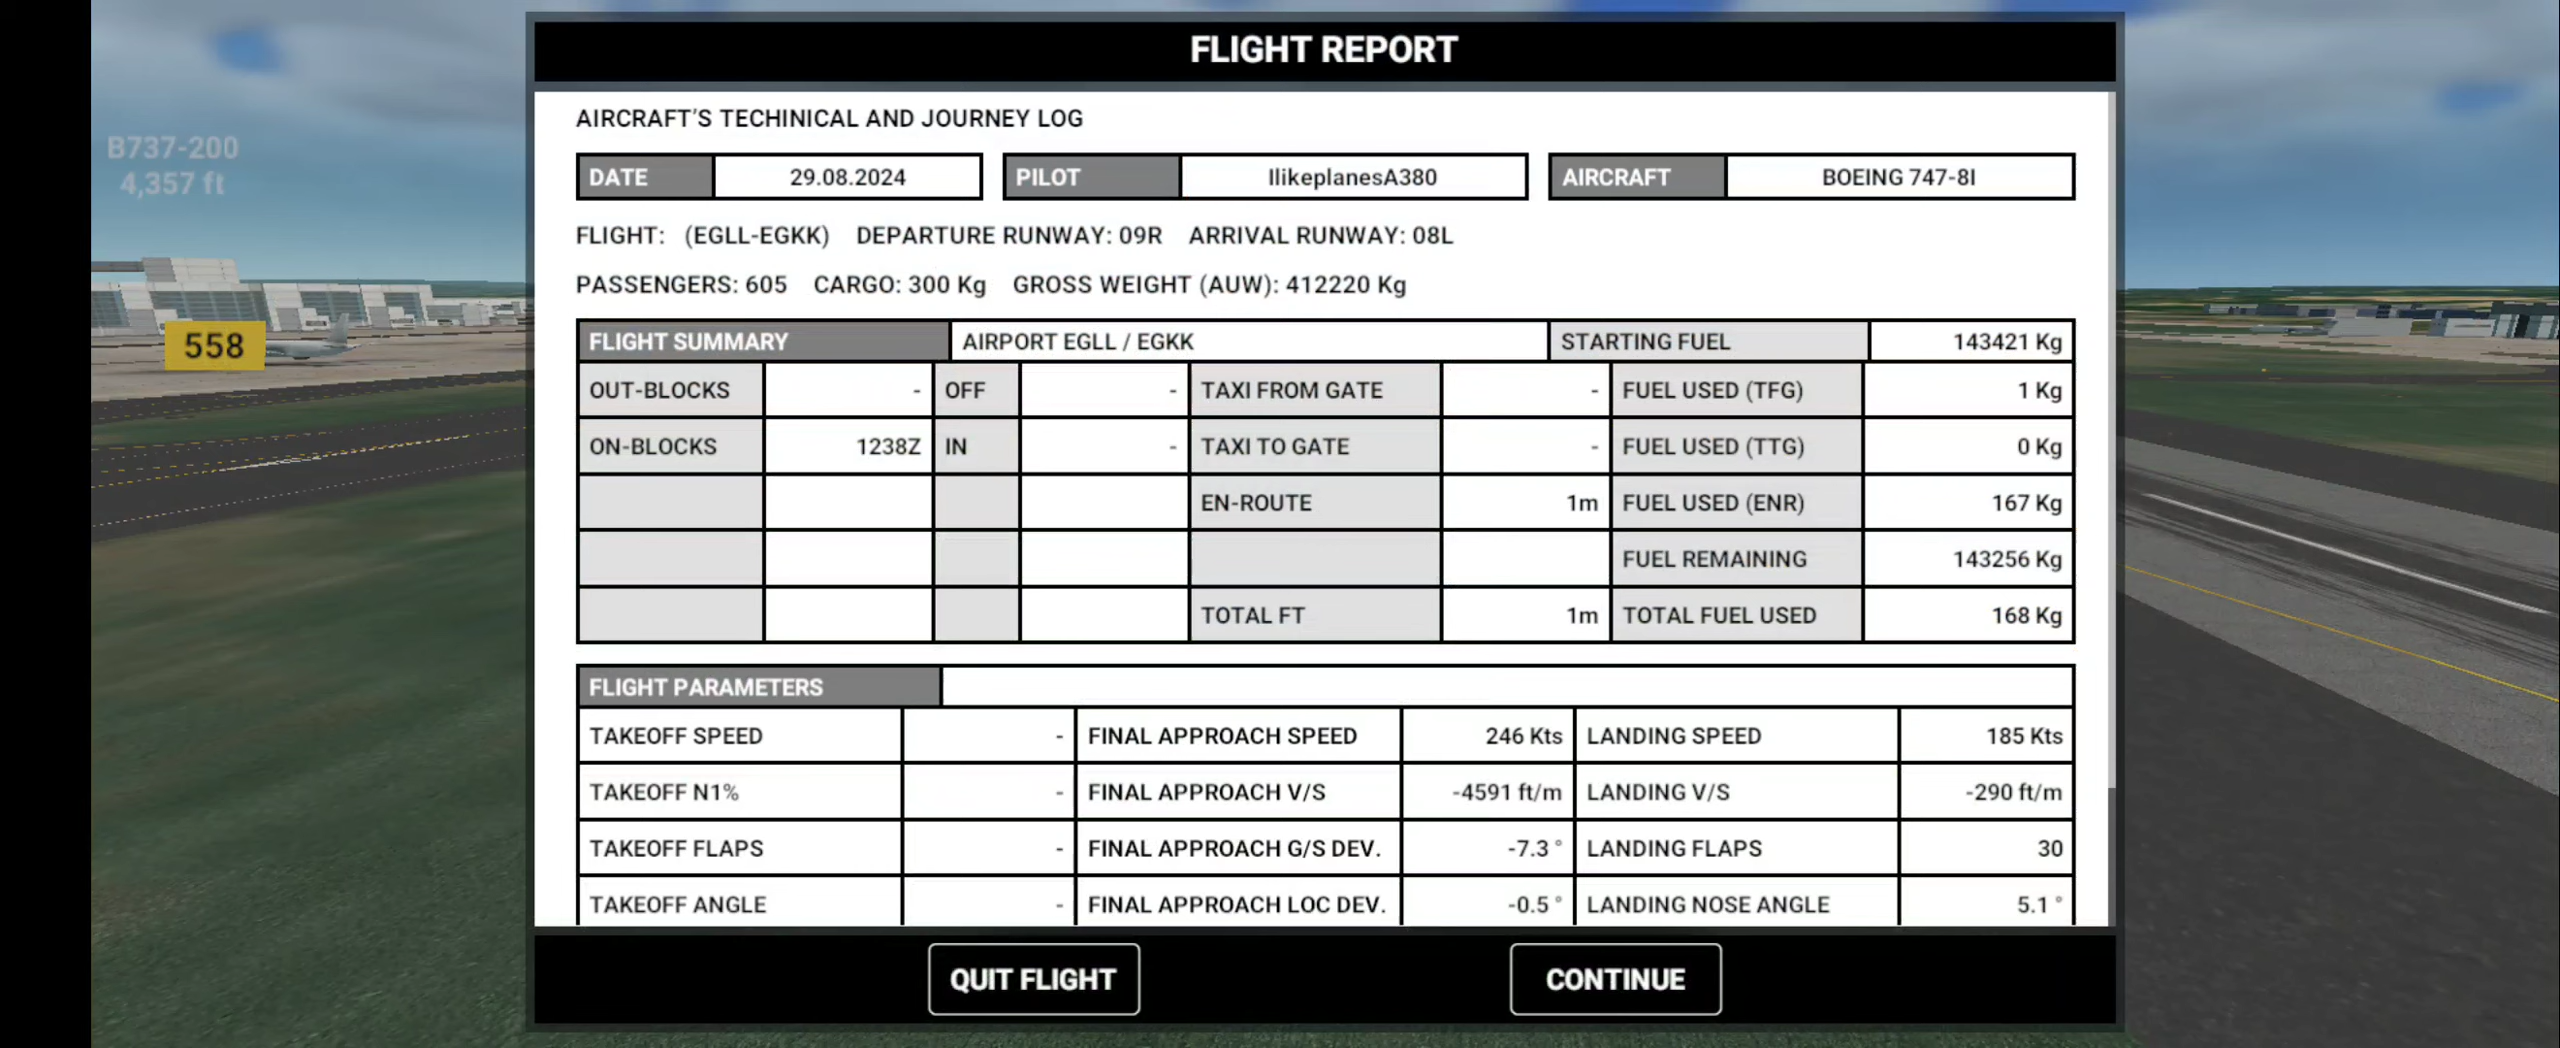 FLIGHT REPORT
AIRCRAFT'S TECHINICAL AND JOURNEY LOG
B737-200
4,357 ft
DATE 29.08.2024 PILOT IlikeplanesA380 AIRCRAFT BOEING 747-8I
FLIGHT: (EGLL-EGKK) DEPARTURE RUNWAY: 09R ARRIVAL RUNWAY: 08L
PASSENGERS: 605 CARGO: 300 Kg GROSS WEIGHT (AUW): 412220 Kg
558
FLIGHT SUMMARY AIRPORT EGLL / EGKK STARTING FUEL 143421 Kg
OUT-BLOCKS - OFF - TAXI FROM GATE - FUEL USED (TFG) 1 Kg
ON-BLOCKS 1238Z IN - TAXI TO GATE - FUEL USED (TTG) 0 Kg
EN-ROUTE 1m FUEL USED (ENR) 167 Kg
FUEL REMAINING 143256 Kg
TOTAL FT 1m TOTAL FUEL USED 168 Kg
FLIGHT PARAMETERS
TAKEOFF SPEED - FINAL APPROACH SPEED 246 Kts LANDING SPEED 185 Kts
TAKEOFF N1% - FINAL APPROACH V/S -4591 ft/m LANDING V/S -290 ft/m
TAKEOFF FLAPS - FINAL APPROACH G/S DEV. -7.3 ° LANDING FLAPS 30
TAKEOFF ANGLE - FINAL APPROACH LOC DEV. -0.5 ° LANDING NOSE ANGLE 5.1 °
QUIT FLIGHT CONTINUE